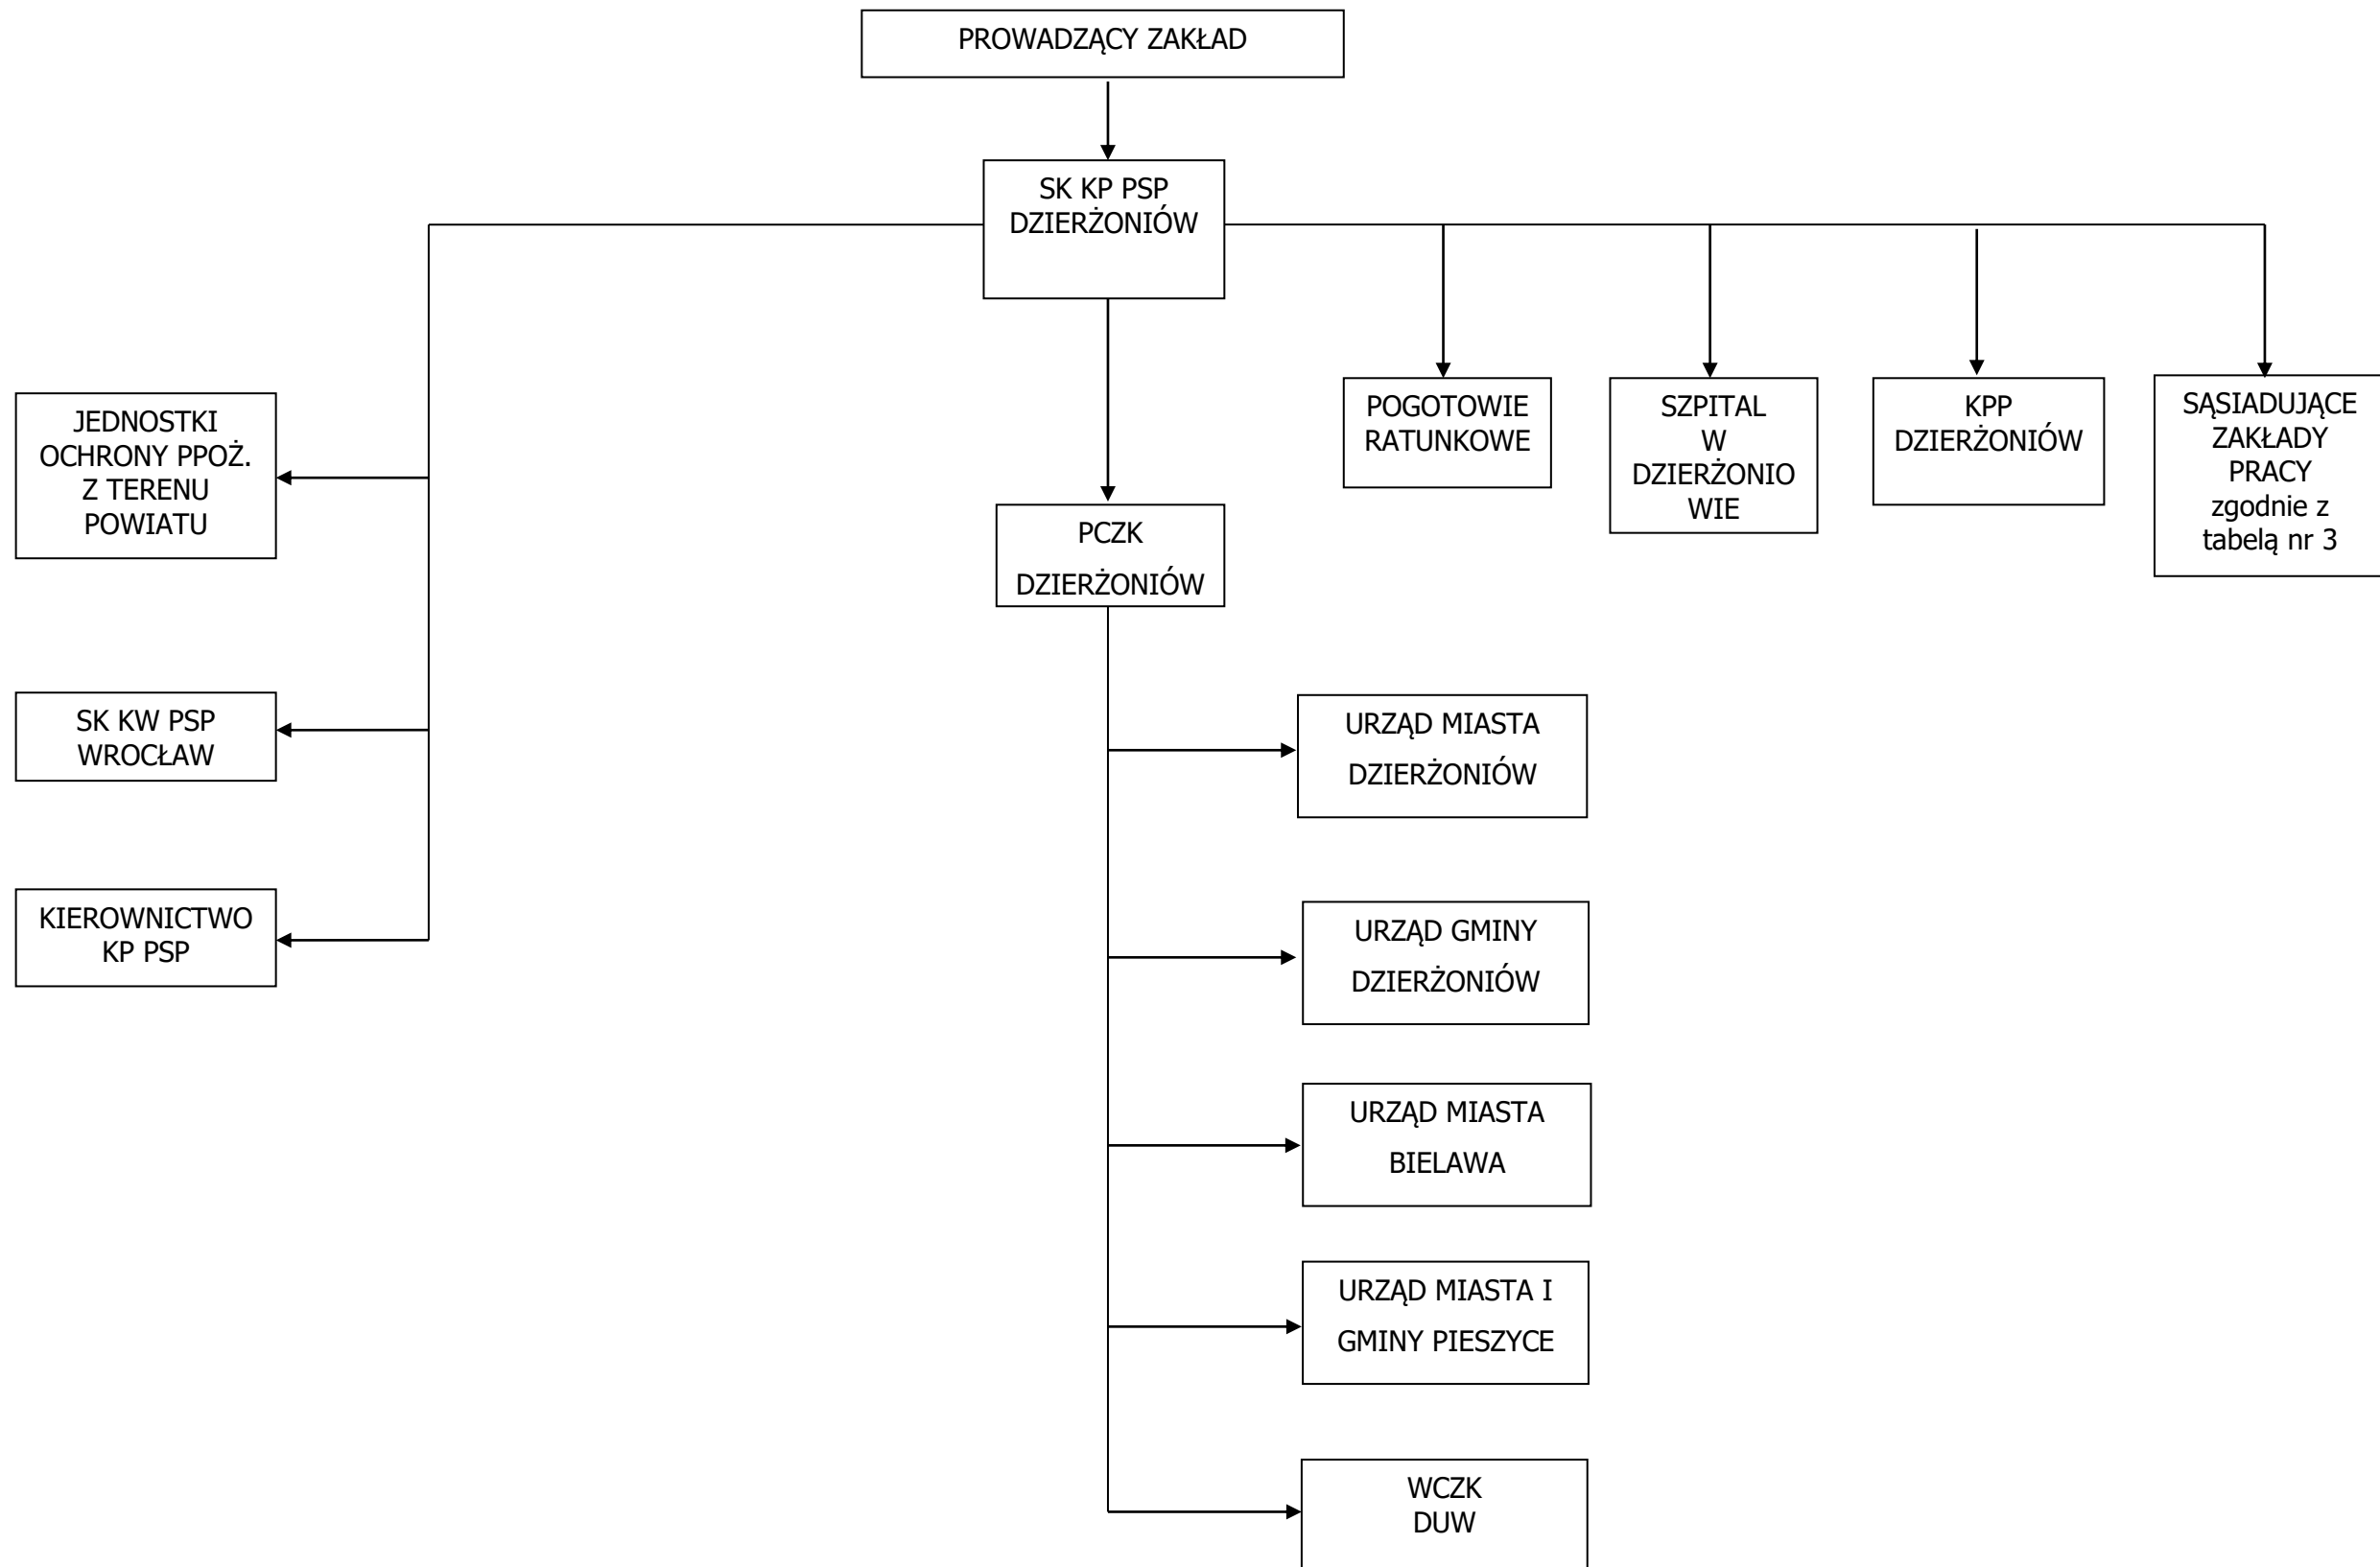 PROWADZĄCY ZAKŁAD
SK KP PSP
DZIERŻONIÓW
JEDNOSTKI
OCHRONY PPOŻ.
Z TERENU
POWIATU
POGOTOWIE
RATUNKOWE
SZPITAL
W
DZIERŻONIO
WIE
KPP
DZIERŻONIÓW
SĄSIADUJĄCE
ZAKŁADY
PRACY
zgodnie z
tabelą nr 3
PCZK
DZIERŻONIÓW
SK KW PSP
WROCŁAW
URZĄD MIASTA
DZIERŻONIÓW
KIEROWNICTWO
KP PSP
URZĄD GMINY
DZIERŻONIÓW
URZĄD MIASTA
BIELAWA
URZĄD MIASTA I
GMINY PIESZYCE
WCZK
DUW